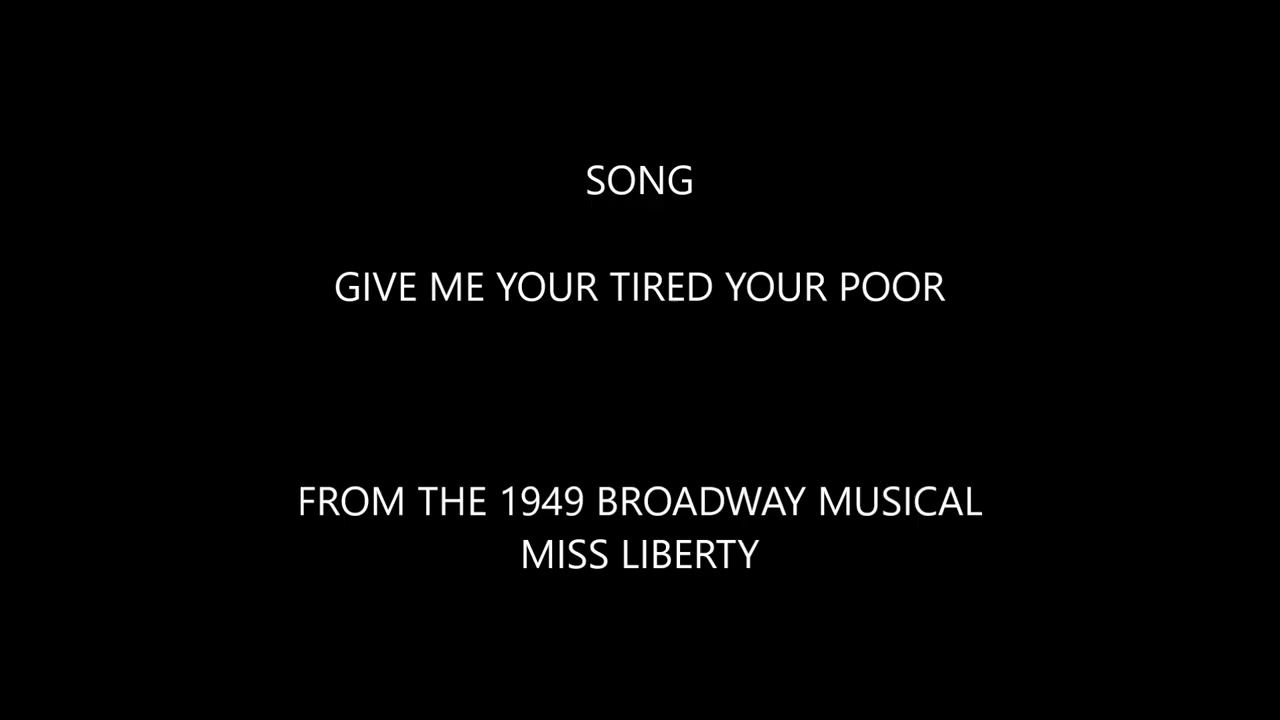 SONG
GIVE ME YOUR TIRED YOUR POOR
FROM THE 1949 BROADWAY MUSICAL
MISS LIBERTY